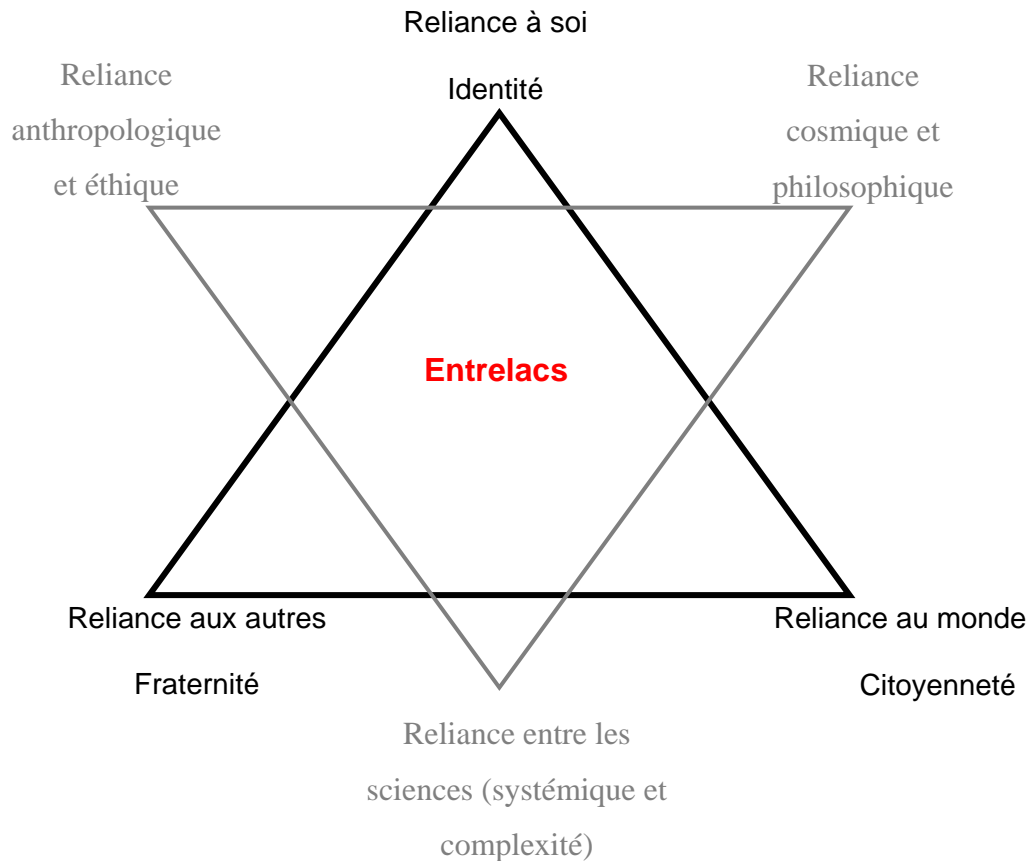 Reliance à soi
Identité
Reliance
anthropologique
et éthique
Reliance
cosmique et
philosophique
Entrelacs
Reliance aux autres
Fraternité
Reliance au monde
Citoyenneté
Reliance entre les
sciences (systémique et
complexité)